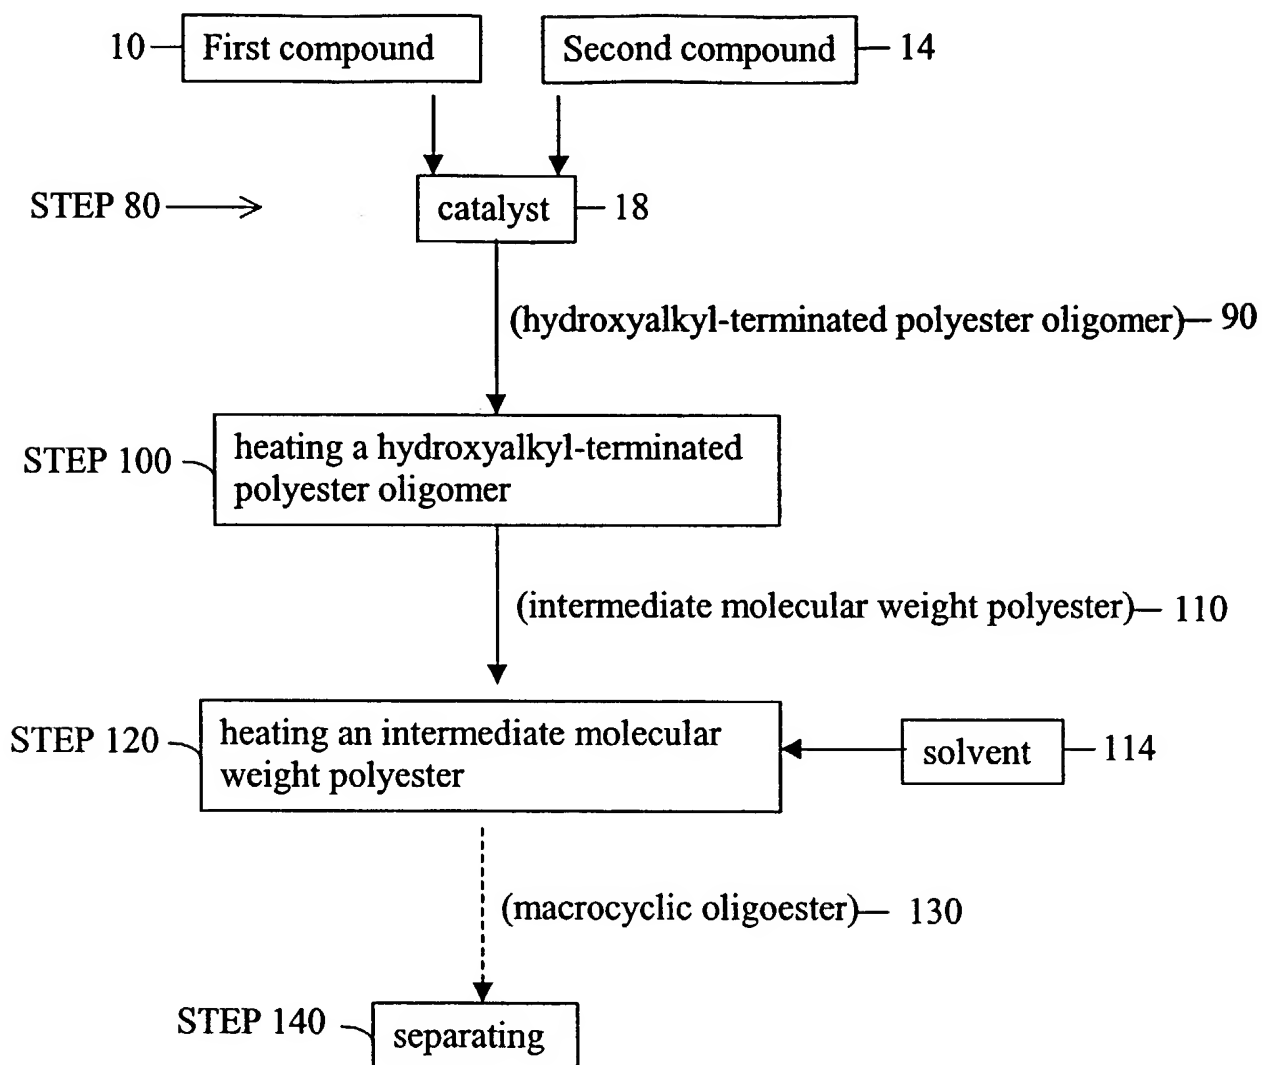 10
First compound
Second compound
14
STEP 80
catalyst
18
(hydroxyalkyl-terminated polyester oligomer)
90
STEP 100
heating a hydroxyalkyl-terminated
polyester oligomer
(intermediate molecular weight polyester)
110
STEP 120
heating an intermediate molecular
weight polyester
solvent
114
(macrocyclic oligoester)
130
STEP 140
separating